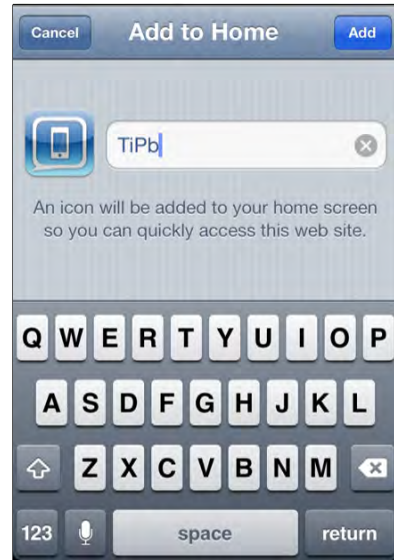 Cancel Add to Home Add
TiPb
An icon will be added to your home screen
so you can quickly access this web site.
Q W E R T Y U I O P
A S D F G H J K L
Z X C V B N M
123 space return